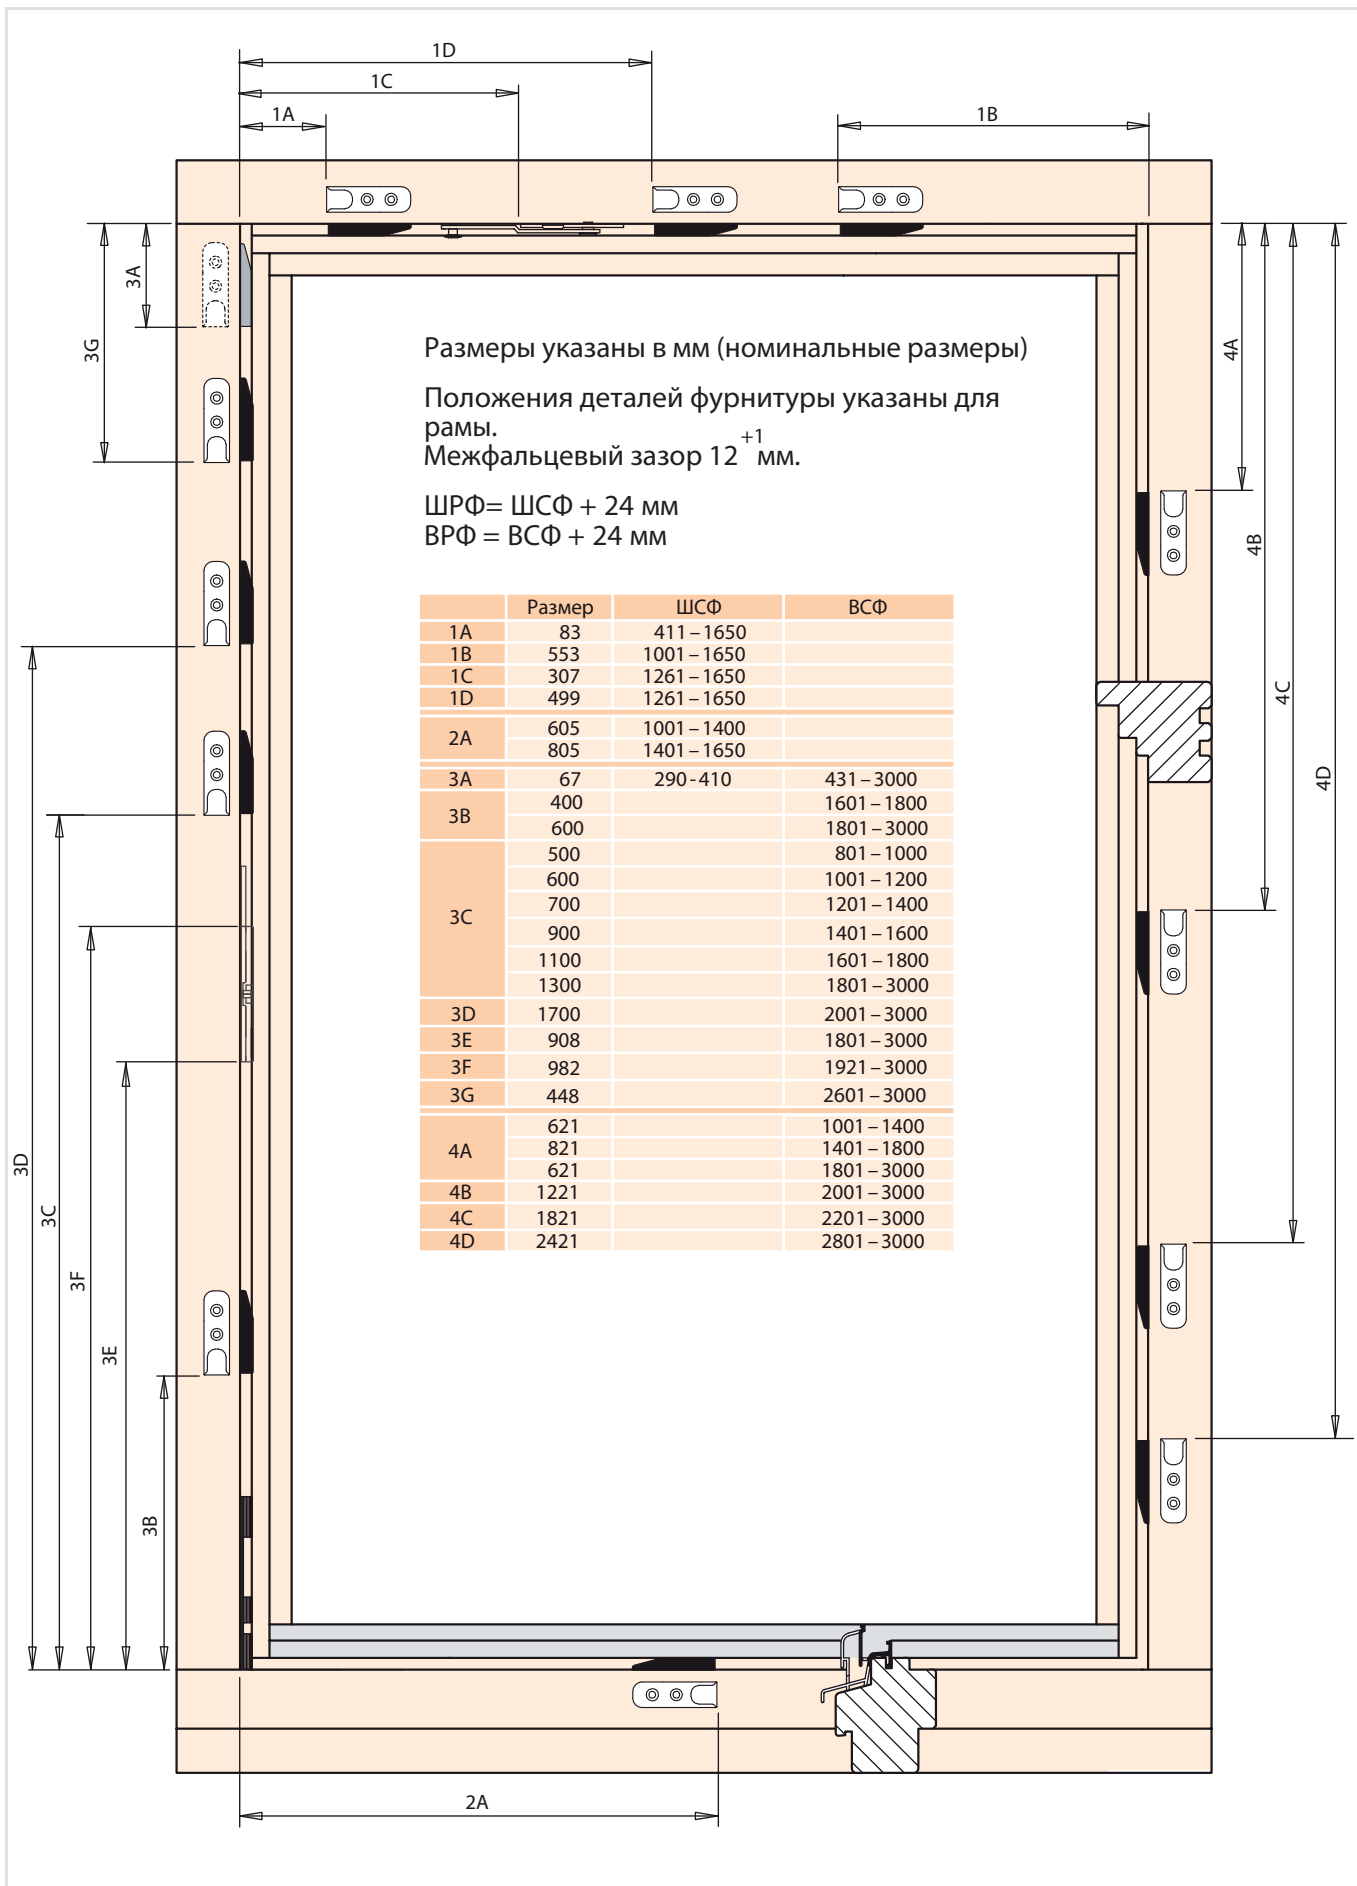 1D
1C
1A
1B
3A
3G
4A
4B
4C
4D
Размеры указаны в мм (номинальные размеры)
Положения деталей фурнитуры указаны для
рамы.
Межфальцевый зазор 12 +1 мм.
ШРФ= ШСФ + 24 мм
ВРФ = ВСФ + 24 мм
Размер ШСФ ВСФ
1A 83 411–1650
1B 553 1001–1650
1C 307 1261–1650
1D 499 1261–1650
2A 605 1001–1400
805 1401–1650
3A 67 290-410 431–3000
3B 400 1601–1800
600 1801–3000
3C 500 801–1000
600 1001–1200
700 1201–1400
900 1401–1600
1100 1601–1800
1300 1801–3000
3D 1700 2001–3000
3E 908 1801–3000
3F 982 1921–3000
3G 448 2601–3000
4A 621 1001–1400
821 1401–1800
621 1801–3000
4B 1221 2001–3000
4C 1821 2201–3000
4D 2421 2801–3000
3D
3C
3F
3E
3B
2A